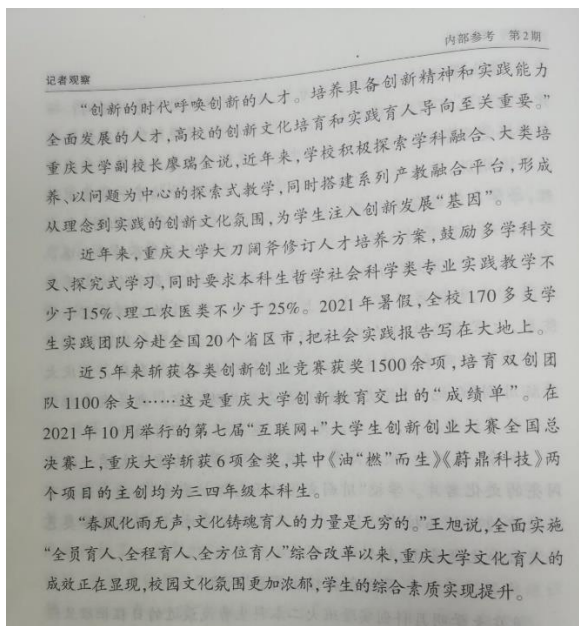 内部参考 第2期
记者观察
“创新的时代呼唤创新的人才。培养具备创新精神和实践能力
全面发展的人才，高校的创新文化培育和实践育人导向至关重要。”
重庆大学副校长廖瑞金说，近年来，学校积极探索学科融合、大类培
养、以问题为中心的探索式教学，同时搭建系列产教融合平台，形成
从理念到实践的创新文化氛围，为学生注入创新发展“基因”。
近年来，重庆大学大刀阔斧修订人才培养方案，鼓励多学科交
叉、探究式学习，同时要求本科生哲学社会科学类专业实践教学不
少于15%、理工农医类不少于25%。2021年暑假，全校170多支学
生实践团队分赴全国20个省区市，把社会实践报告写在大地上。
近5年来斩获各类创新创业竞赛获奖1500余项，培育双创团
队1100余支……这是重庆大学创新教育交出的“成绩单”。在
2021年10月举行的第七届“互联网+”大学生创新创业大赛全国总
决赛上，重庆大学斩获6项金奖，其中《油“燃”而生》《蔚鼎科技》两
个项目的主创均为三四年级本科生。
“春风化雨无声，文化铸魂育人的力量是无穷的。”王旭说，全面实施
“全员育人、全程育人、全方位育人”综合改革以来，重庆大学文化育人的
成效正在显现，校园文化氛围更加浓郁，学生的综合素质实现提升。